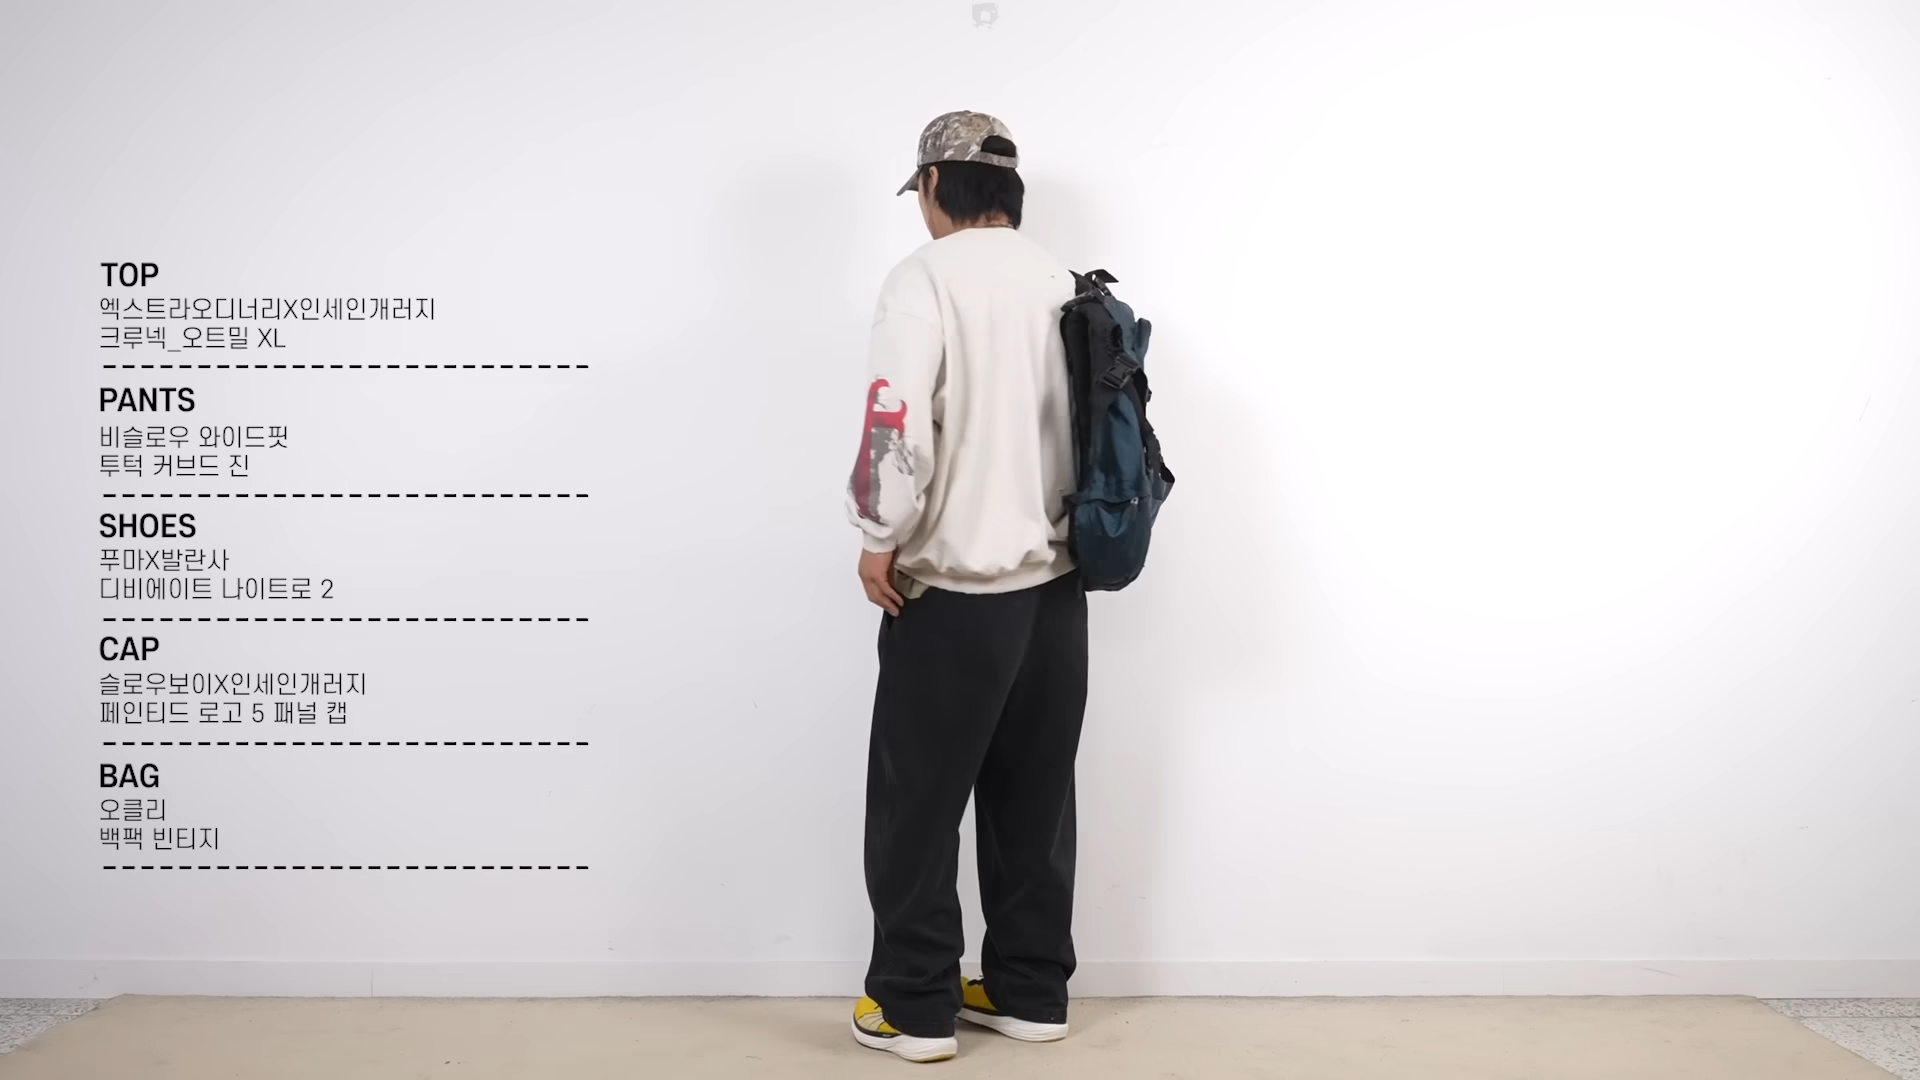 TOP
엑스트라오디너리X인세인개러지
크루넥_오트밀 XL
PANTS
비슬로우 와이드핏
투턱 커브드 진
SHOES
푸마X발란사
디비에이트 나이트로 2
CAP
슬로우보이X인세인개러지
페인티드 로고 5 패널 캡
BAG
오클리
백팩 빈티지